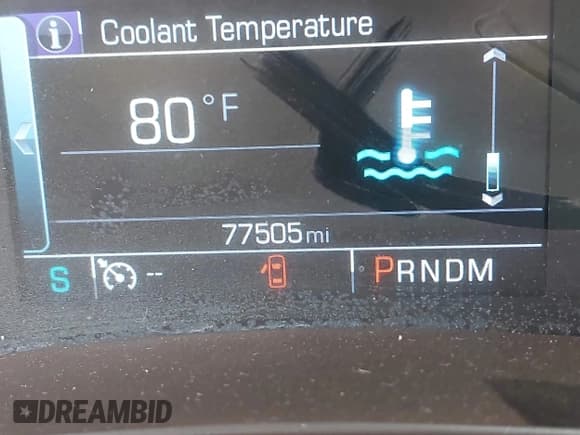 i Coolant Temperature
80 °F
77505 mi
S -- PRNDM
DREAMBID